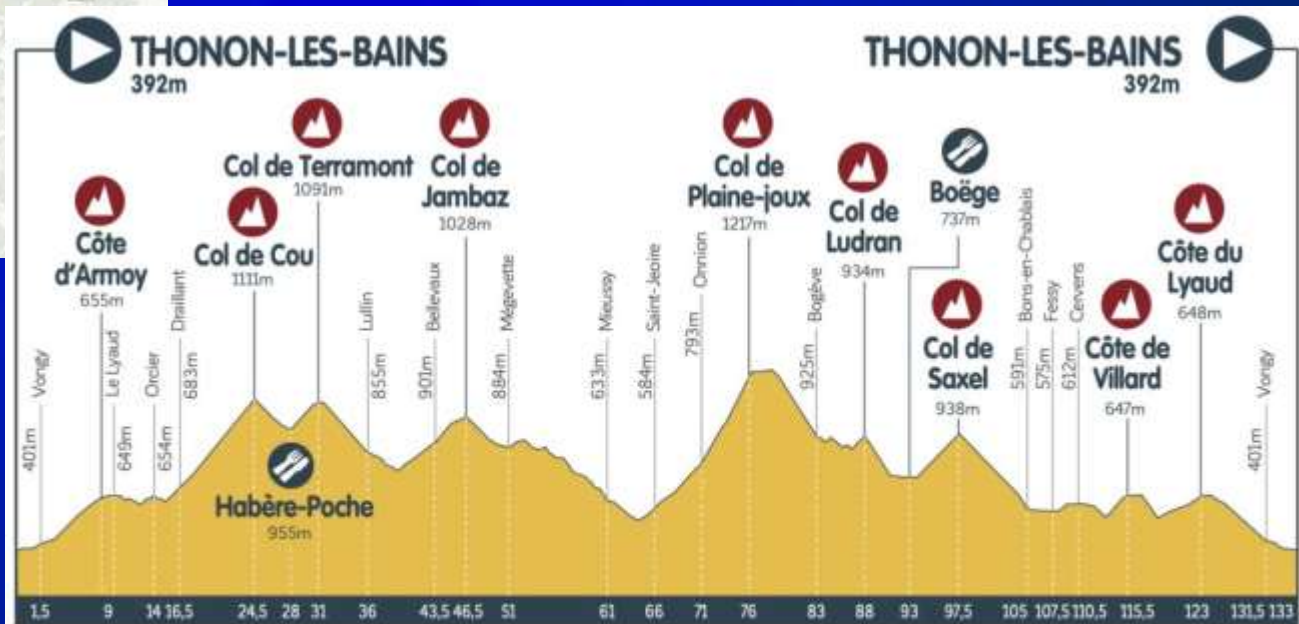 THONON-LES-BAINS
392m
THONON-LES-BAINS
392m
Côte
d'Armoy
655m
Col de Cou
1111m
Col de Terramont
1091m
Col de
Jambaz
1028m
Col de
Plaine-joux
1217m
Col de
Ludran
934m
Boëge
737m
Col de
Saxel
938m
Côte de
Villard
647m
Côte du
Lyaud
648m
Habère-Poche
955m
401m Vongy
Le Lyaud
649m
Orcier
654m
Draillant
683m
Lullin
855m
Bellevaux
901m
Mégevette
884m
Mieussy
633m
Saint-Jeoire
584m
Onnion
793m
Bogève
925m
Bons-en-Chablais
591m
Fessy
575m
Cervens
612m
Vongy
401m
1,5 9 14 16,5 24,5 28 31 36 43,5 46,5 51 61 66 71 76 83 88 93 97,5 105 107,5 110,5 115,5 123 131,5 133